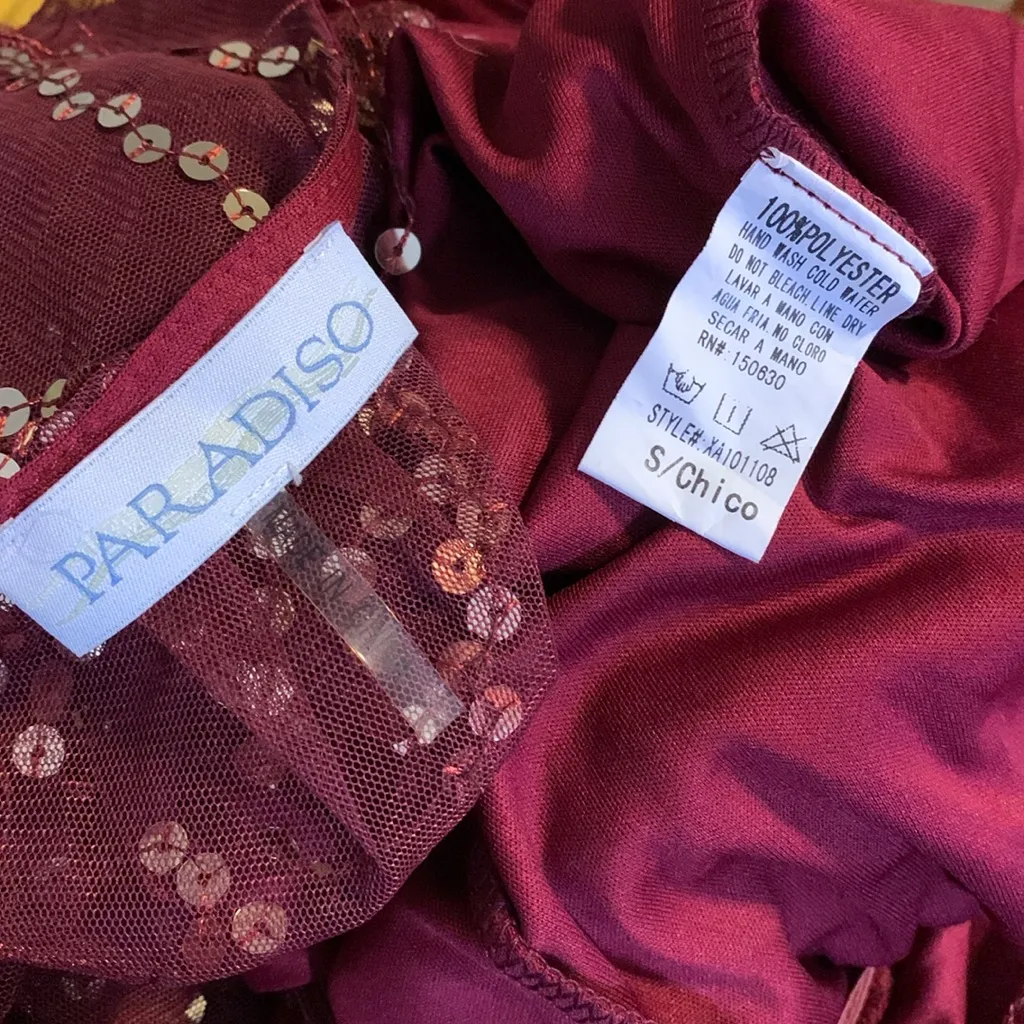 PARADISO
100%POLYESTER
HAND WASH COLD WATER
DO NOT BLEACH.LINE DRY
LAVAR A MANO CON
AGUA FRIA.NO CLORO
SECAR A MANO
RN#:150630
STYLE#:XA101108
S/Chico